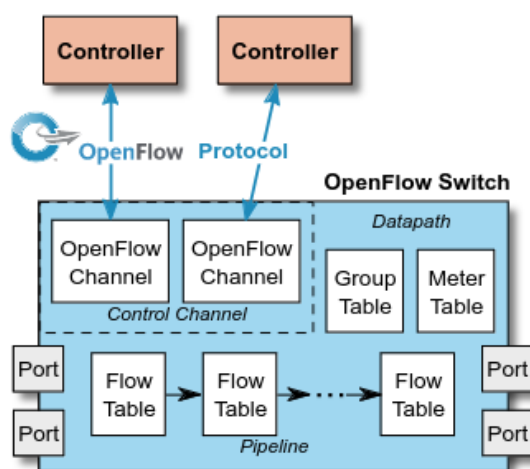 Controller
Controller
OpenFlow Protocol
OpenFlow Switch
Datapath
OpenFlow
Channel
OpenFlow
Channel
Control Channel
Group
Table
Meter
Table
Port
Port
Flow
Table
Flow
Table
Flow
Table
Port
Port
Pipeline